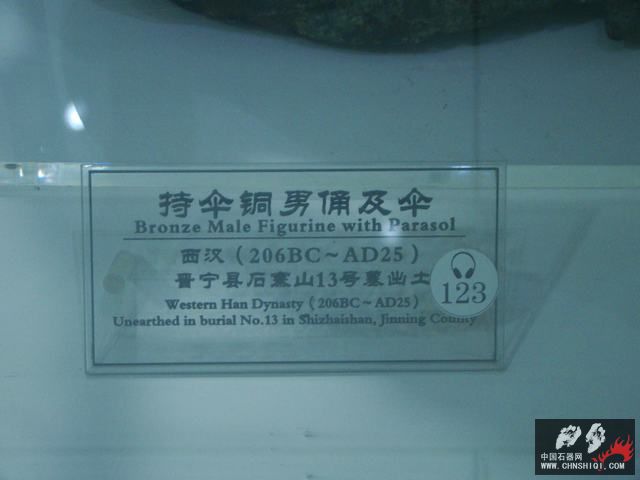 持伞铜男俑及伞
Bronze Male Figurine with Parasol
西汉（206BC～AD25）
晋宁县石寨山13号墓出土
Western Han Dysnasty（206BC～AD25）
Unearthed in burial No.13 in Shizhaishan, Jinning County
123
中国石器网
WWW.CHNSHIQI.COM